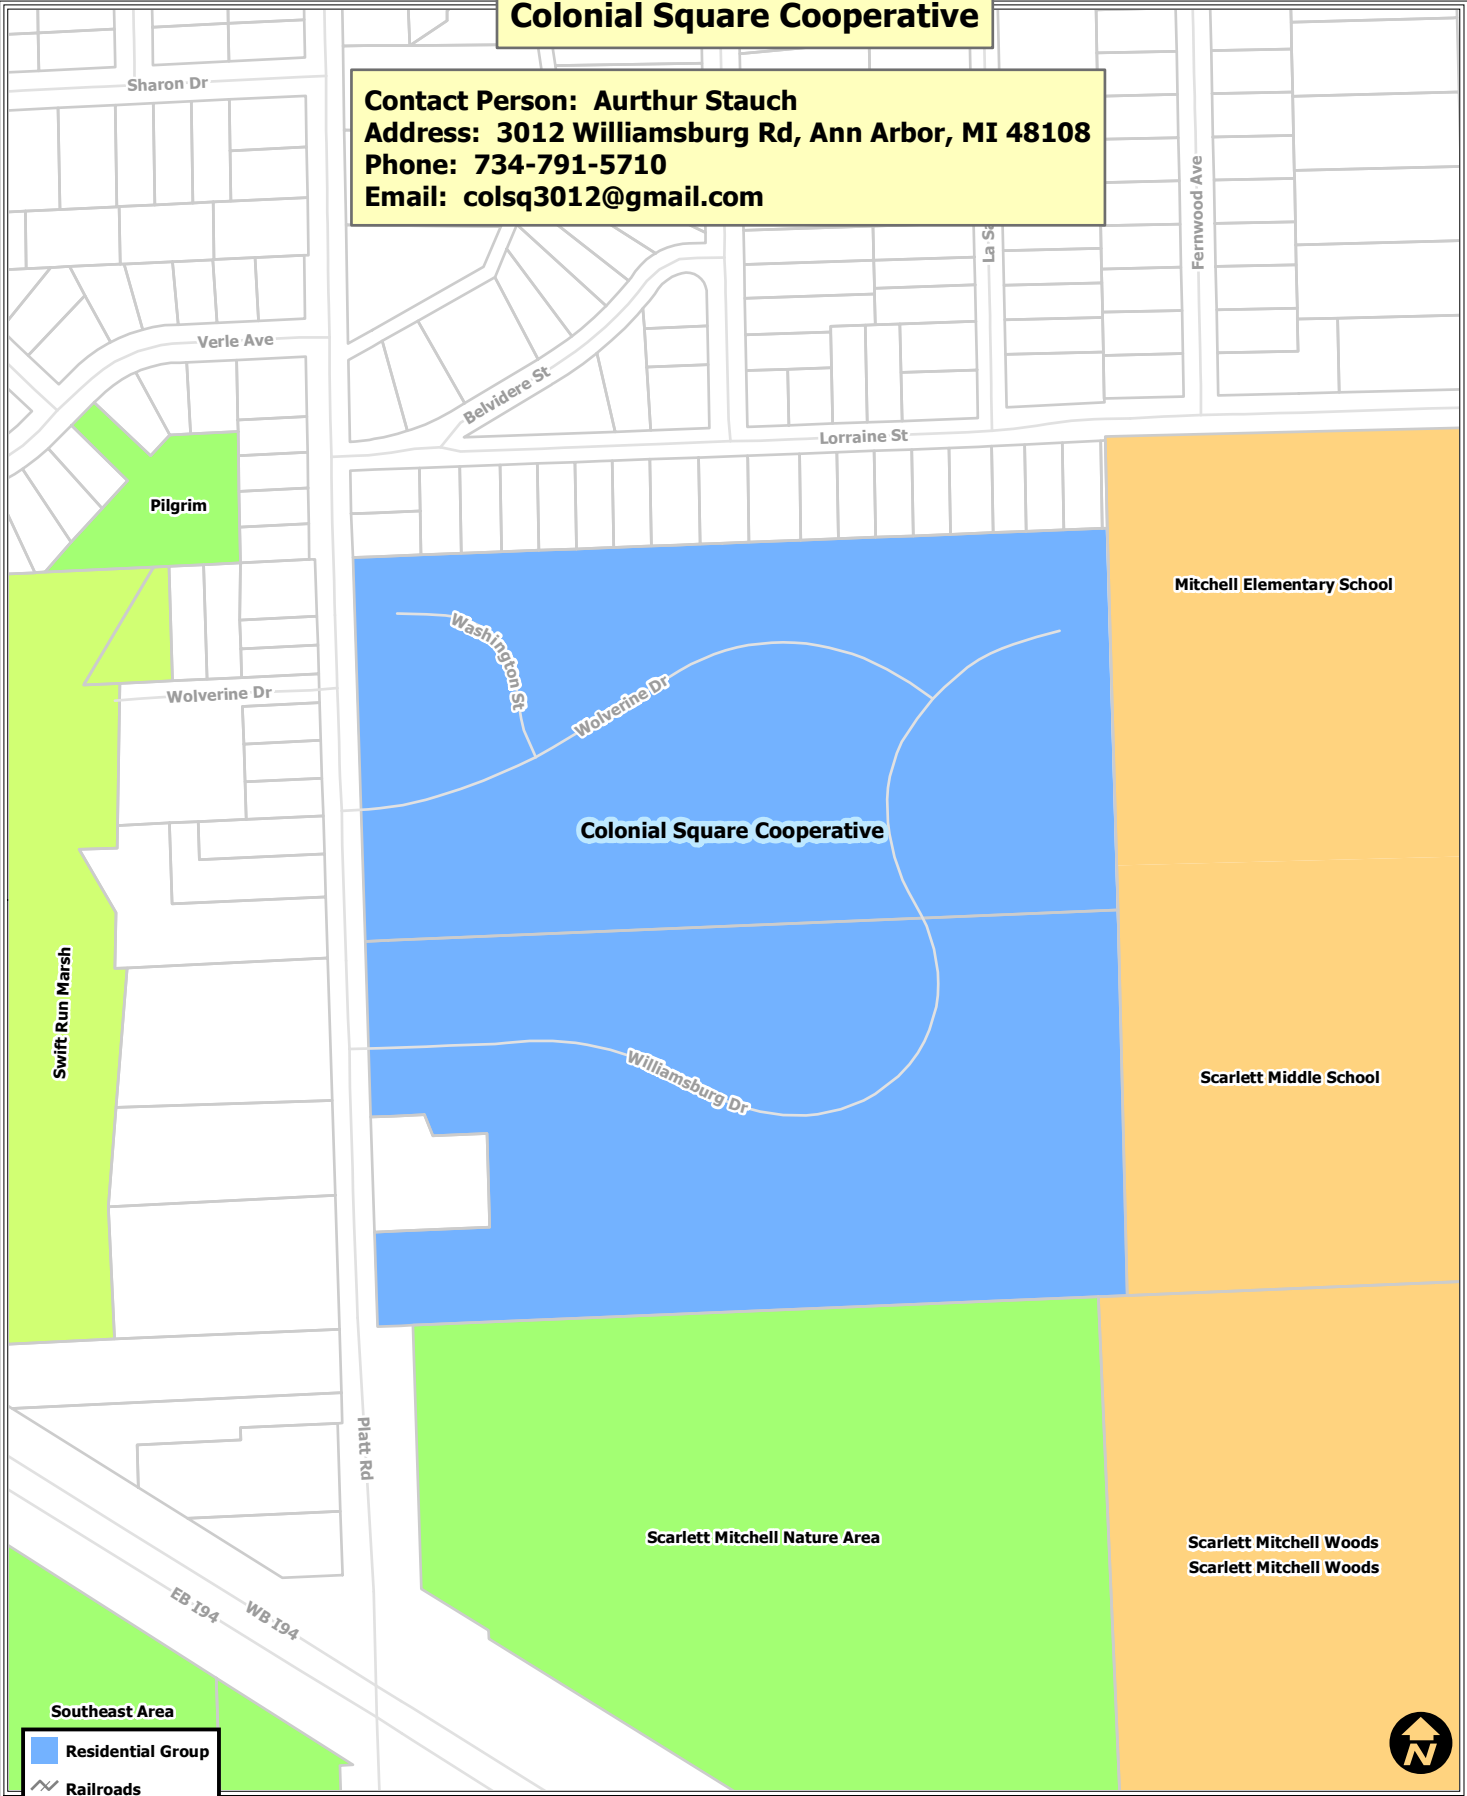 Colonial Square Cooperative
Contact Person: Aurthur Stauch
Address: 3012 Williamsburg Rd, Ann Arbor, MI 48108
Phone: 734-791-5710
Email: colsq3012@gmail.com
Sharon Dr
Fernwood Ave
La
Verle Ave
Belvidere St
Lorraine St
Pilgrim
Mitchell Elementary School
Washington St
Wolverine Dr
Wolverine Dr
Colonial Square Cooperative
Swift Run Marsh
Williamsburg Dr
Scarlett Middle School
Platt Rd
Scarlett Mitchell Nature Area
Scarlett Mitchell Woods
Scarlett Mitchell Woods
EB I94
WB I94
Southeast Area
Residential Group
Railroads
N